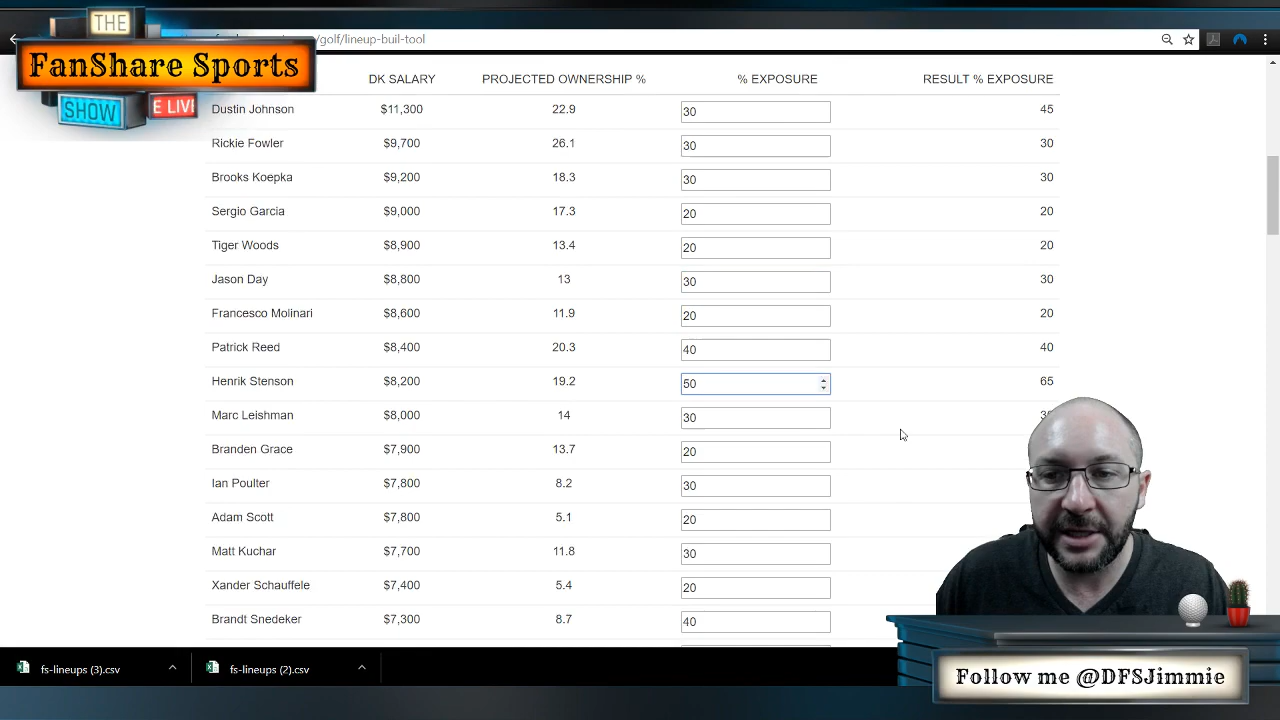 THE
FanShare Sports
SHOW
E LIV
/golf/lineup-buil-tool
DK SALARY PROJECTED OWNERSHIP % % EXPOSURE RESULT % EXPOSURE
Dustin Johnson $11,300 22.9 30 45
Rickie Fowler $9,700 26.1 30 30
Brooks Koepka $9,200 18.3 30 30
Sergio Garcia $9,000 17.3 20 20
Tiger Woods $8,900 13.4 20 20
Jason Day $8,800 13 30 30
Francesco Molinari $8,600 11.9 20 20
Patrick Reed $8,400 20.3 40 40
Henrik Stenson $8,200 19.2 50 65
Marc Leishman $8,000 14 30
Branden Grace $7,900 13.7 20
Ian Poulter $7,800 8.2 30
Adam Scott $7,800 5.1 20
Matt Kuchar $7,700 11.8 30
Xander Schauffele $7,400 5.4 20
Brandt Snedeker $7,300 8.7 40
fs-lineups (3).csv fs-lineups (2).csv
Follow me @DFSJimmie